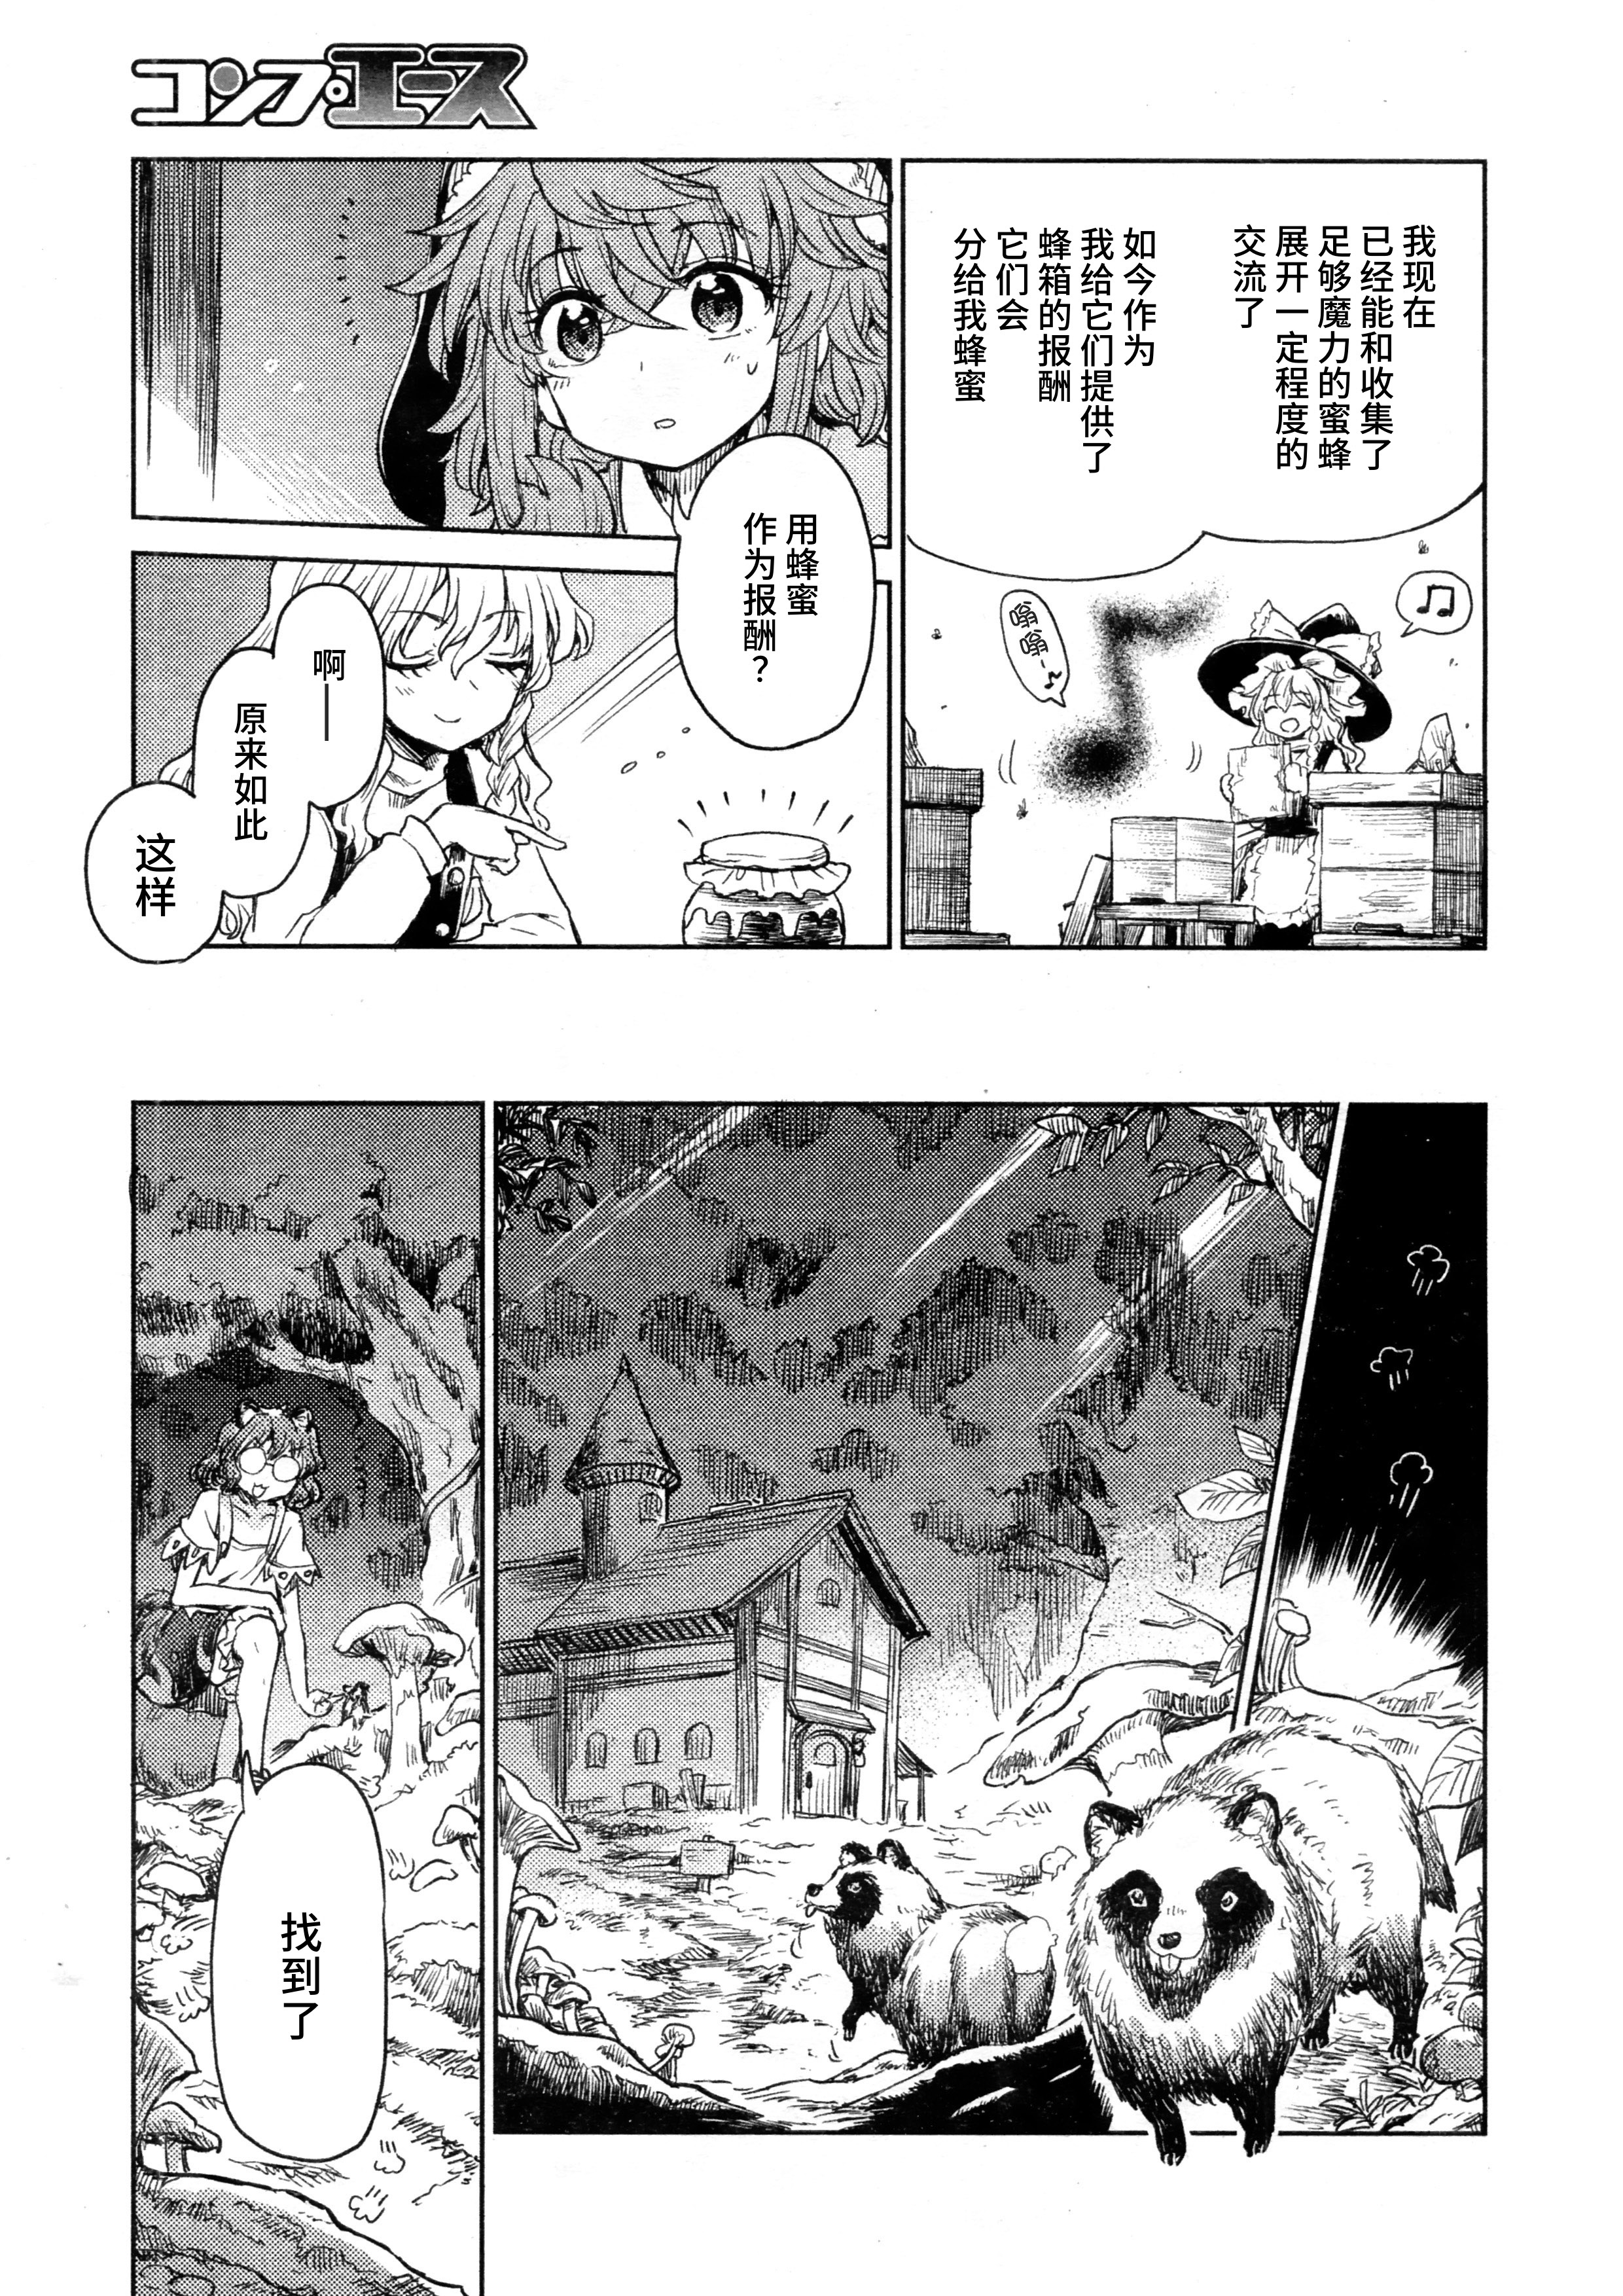 コンプ・エース
我现在
已经能和收集了
足够魔力的蜜蜂
展开一定程度的
交流了
如今作为
我给它们提供了
蜂箱的报酬
它们会
分给我蜂蜜
嗡
嗡~
用蜂蜜
作为报酬？
啊——
原来如此
这样
找到了